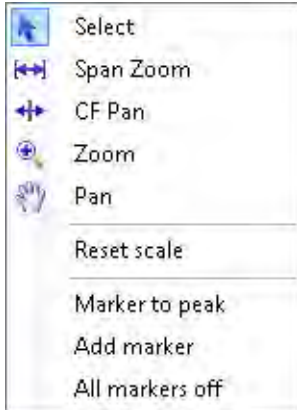 Select
Span Zoom
CF Pan
Zoom
Pan
Reset scale
Marker to peak
Add marker
All markers off